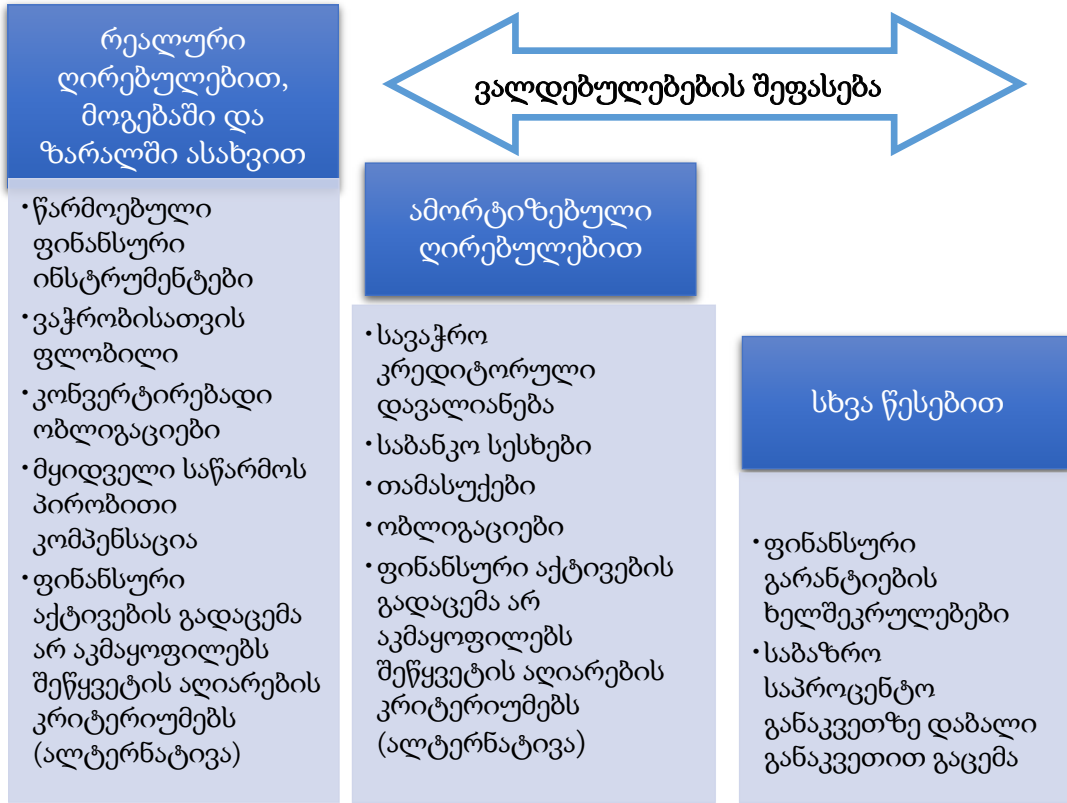 რეალური
ღირებულებით,
მოგებაში და
ზარალში ასახვით
ვალდებულებების შეფასება
·წარმოებული
ფინანსური
ინსტრუმენტები
·ვაჭრობისათვის
ფლობილი
·კონვერტირებადი
ობლიგაციები
·მყიდველი საწარმოს
პირობითი
კომპენსაცია
·ფინანსური
აქტივების გადაცემა
არ აკმაყოფილებს
შეწყვეტის აღიარების
კრიტერიუმებს
(ალტერნატივა)
ამორტიზებული
ღირებულებით
·სავაჭრო
კრედიტორული
დავალიანება
·საბანკო სესხები
·თამასუქები
·ობლიგაციები
·ფინანსური აქტივების
გადაცემა არ
აკმაყოფილებს
შეწყვეტის აღიარების
კრიტერიუმებს
(ალტერნატივა)
სხვა წესებით
·ფინანსური
გარანტიების
ხელშეკრულებები
·საბაზრო
საპროცენტო
განაკვეთზე დაბალი
განაკვეთით გაცემა